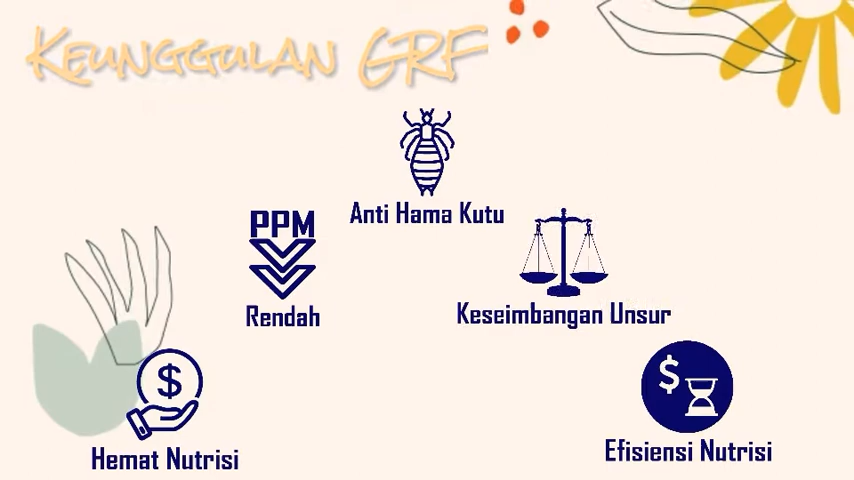 Keunggulan GRF
Anti Hama Kutu
PPM
Rendah
Keseimbangan Unsur
$
Hemat Nutrisi
$
Efisiensi Nutrisi